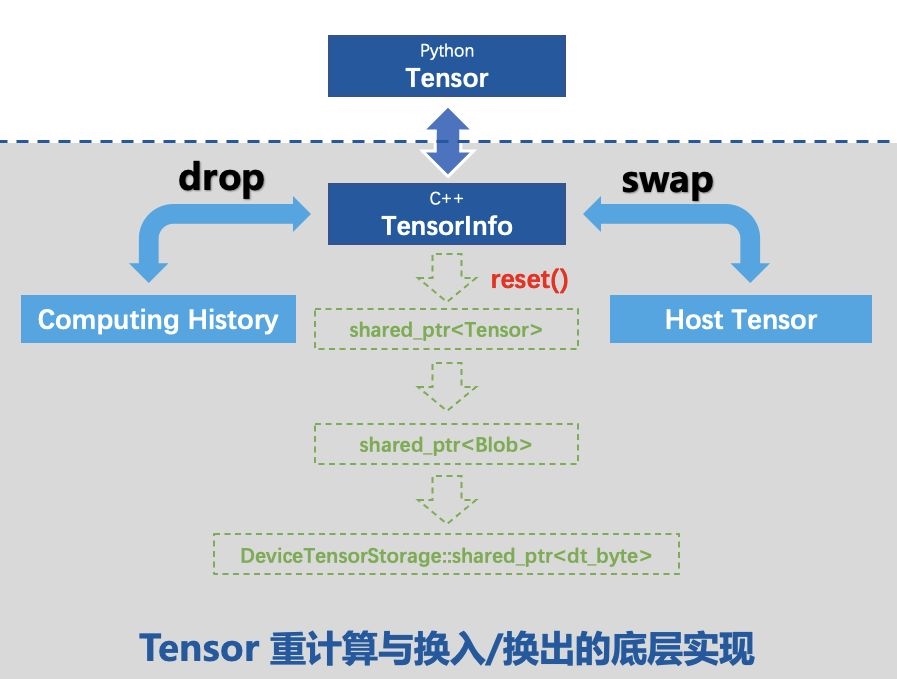 Python
Tensor
drop
swap
C++
TensorInfo
reset()
Computing History
shared_ptr<Tensor>
Host Tensor
shared_ptr<Blob>
DeviceTensorStorage::shared_ptr<dt_byte>
Tensor 重计算与换入/换出的底层实现